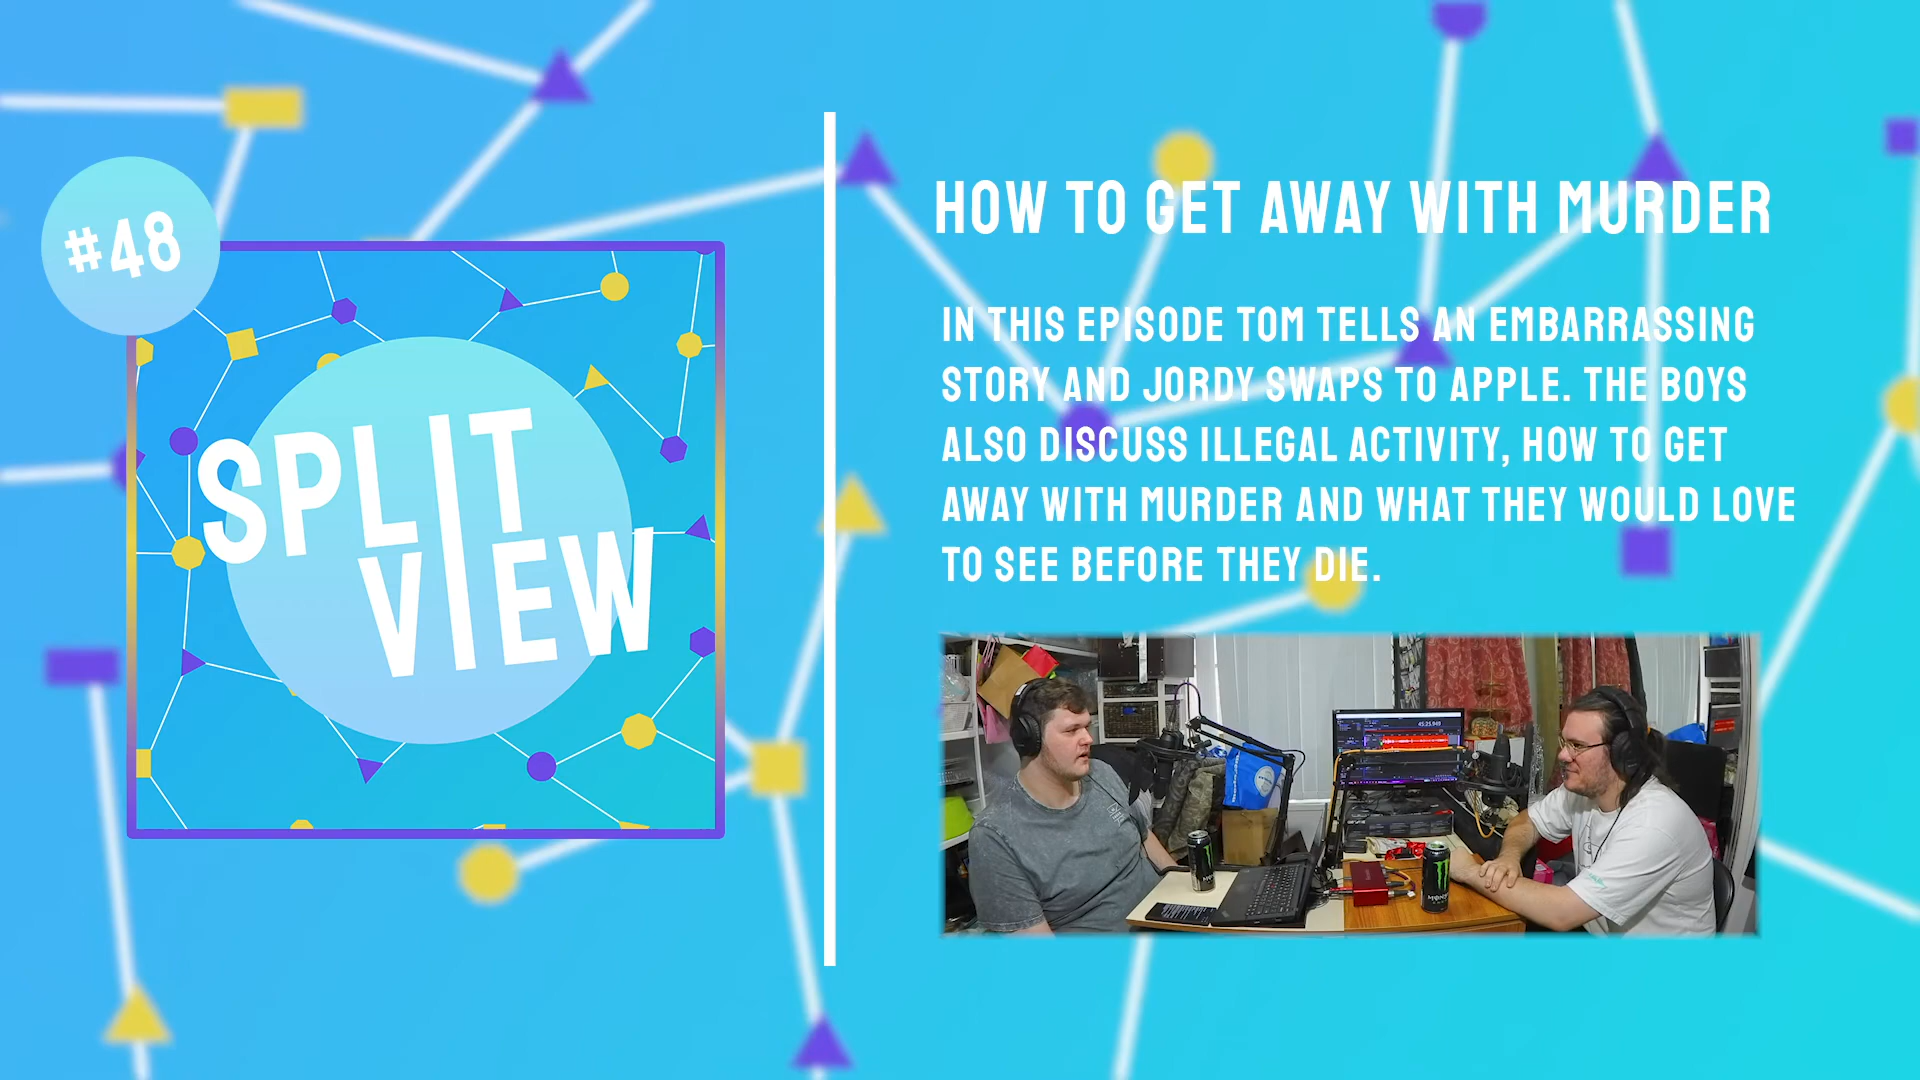 #48
SPLIT
VIEW
HOW TO GET AWAY WITH MURDER
IN THIS EPISODE TOM TELLS AN EMBARRASSING
STORY AND JORDY SWAPS TO APPLE. THE BOYS
ALSO DISCUSS ILLEGAL ACTIVITY, HOW TO GET
AWAY WITH MURDER AND WHAT THEY WOULD LOVE
TO SEE BEFORE THEY DIE.